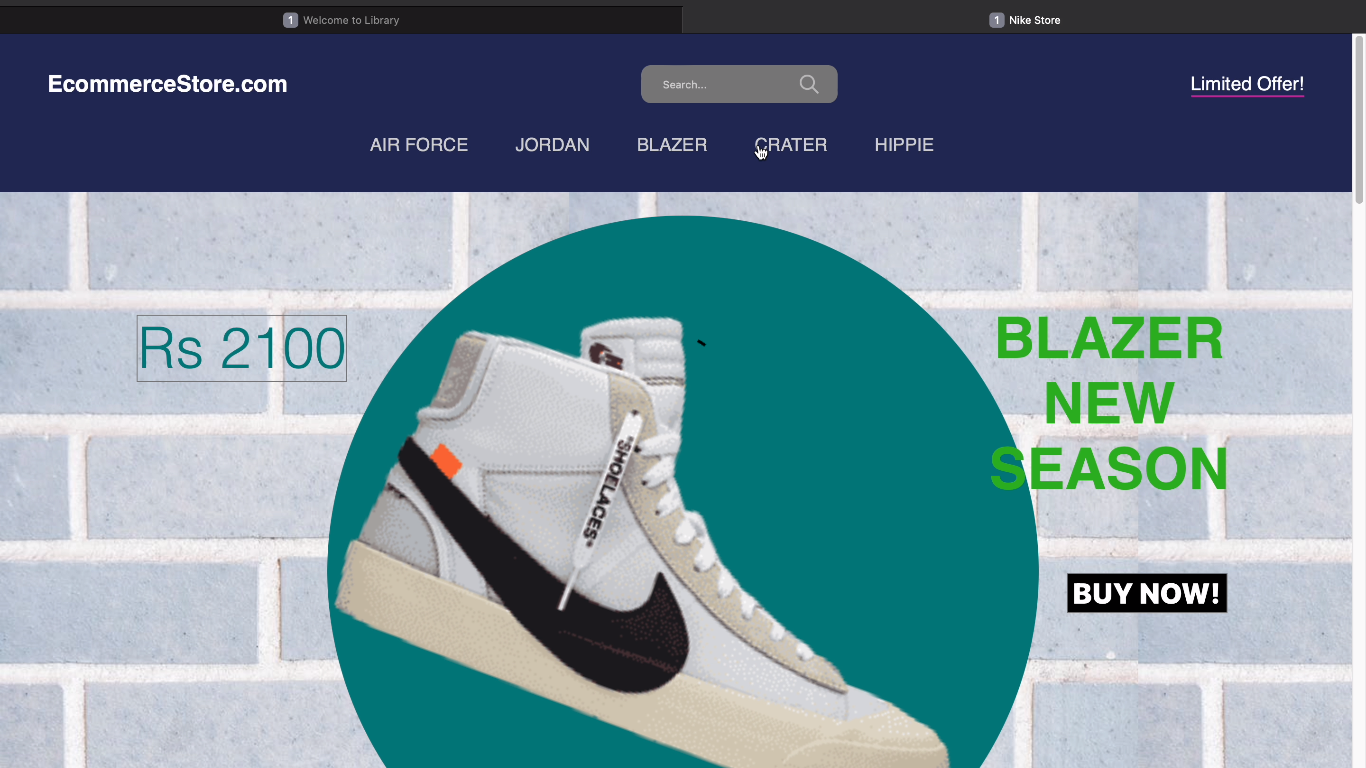 1 Welcome to Library
1 Nike Store
EcommerceStore.com
Search...
Limited Offer!
AIR FORCE JORDAN BLAZER CRATER HIPPIE
Rs 2100
BLAZER
NEW
SEASON
"SHOELACES"
BUY NOW!